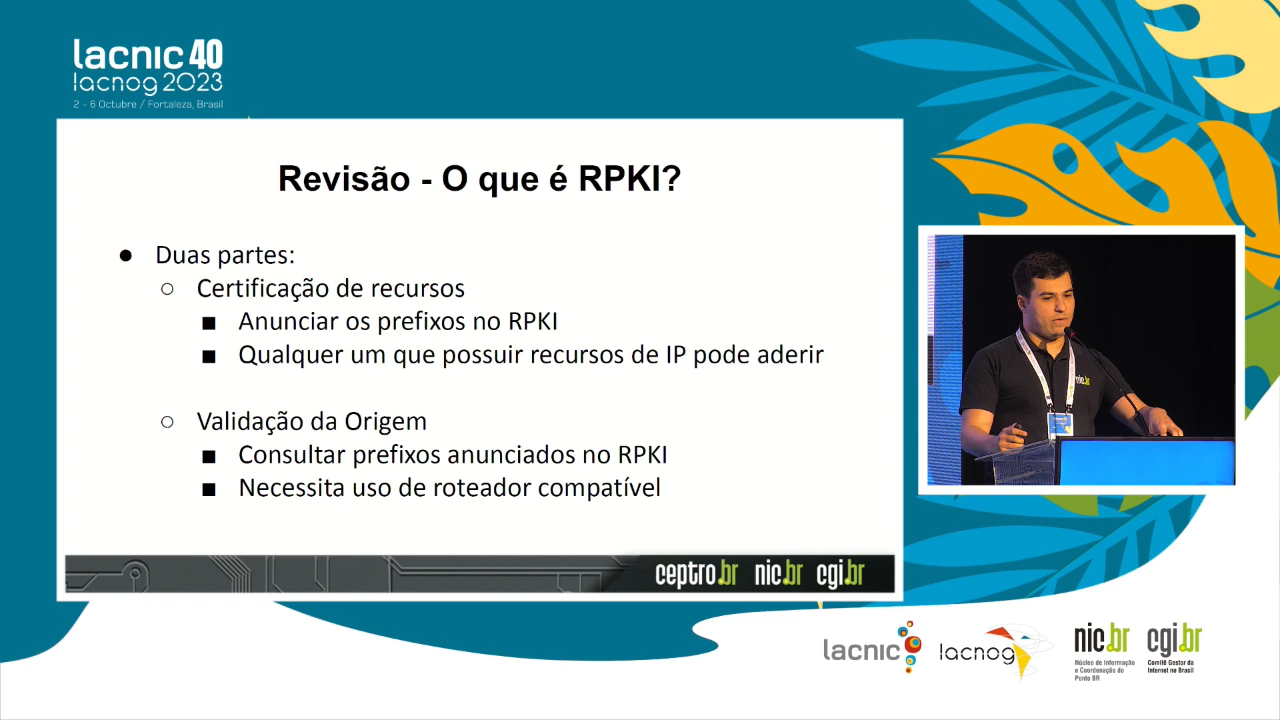 lacnic 40
lacnog 2023
2 - 6 Octubre / Fortaleza, Brasil
Revisão - O que é RPKI?
● Duas partes:
○ Certificação de recursos
■ Anunciar os prefixos no RPKI
■ Qualquer um que possuir recursos de IP pode aderir
○ Validação da Origem
■ Consultar prefixos anunciados no RPKI
■ Necessita uso de roteador compatível
ceptro.br nic.br cgi.br
nic.br
lacnic
lacnog
nic.br
Núcleo de Informação
e Coordenação do
Ponto BR
cgi.br
Comitê Gestor da
Internet no Brasil